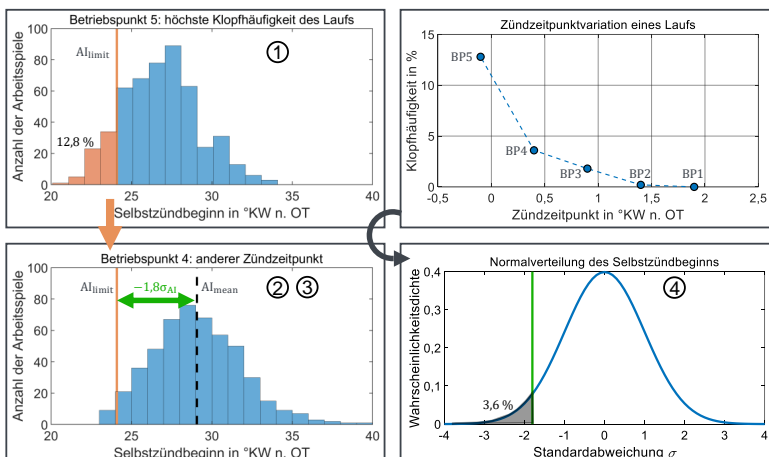 Betriebspunkt 5: höchste Klopfhäufigkeit des Laufs
Anzahl der Arbeitsspiele
100
80
60
40
20
0
AIlimit
12,8 %
①
20 25 30 35 40
Selbstzündbeginn in °KW n. OT
Zündzeitpunktvariation eines Laufs
Klopfhäufigkeit in %
15
10
5
0
BP5
BP4
BP3
BP2
BP1
-0,5 0 0,5 1 1,5 2 2,5
Zündzeitpunkt in °KW n. OT
Betriebspunkt 4: anderer Zündzeitpunkt
Anzahl der Arbeitsspiele
100
80
60
40
20
0
AIlimit
−1,8σAI
AImean
② ③
20 25 30 35 40
Selbstzündbeginn in °KW n. OT
Normalverteilung des Selbstzündbeginns
Wahrscheinlichkeitsdichte
0,4
0,3
0,2
0,1
0
④
3,6 %
-4 -3 -2 -1 0 1 2 3 4
Standardabweichung σ